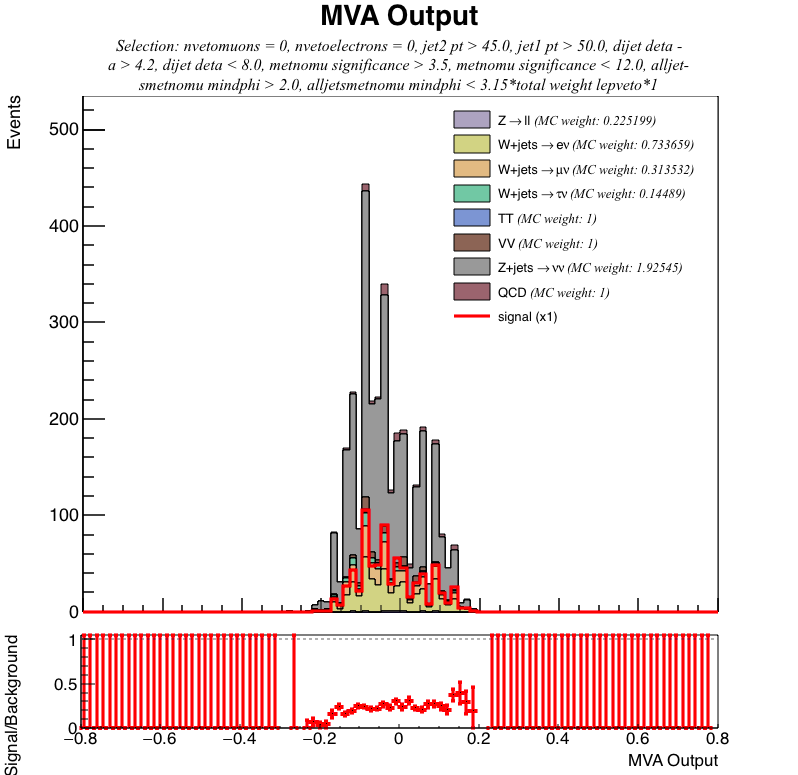 MVA Output
Selection: nvetomuons = 0, nvetoelectrons = 0, jet2 pt > 45.0, jet1 pt > 50.0, dijet deta -
a > 4.2, dijet deta < 8.0, metnomu significance > 3.5, metnomu significance < 12.0, alljet-
smetnomu mindphi > 2.0, alljetsmetnomu mindphi < 3.15*total weight lepveto*1
Events
500
400
300
200
100
0
Z→ll (MC weight: 0.225199)
W+jets→eν (MC weight: 0.733659)
W+jets→μν (MC weight: 0.313532)
W+jets→τν (MC weight: 0.14489)
TT (MC weight: 1)
VV (MC weight: 1)
Z+jets→νν (MC weight: 1.92545)
QCD (MC weight: 1)
signal (x1)
Signal/Background
1
0.5
0
−0.8 −0.6 −0.4 −0.2 0 0.2 0.4 0.6 0.8
MVA Output